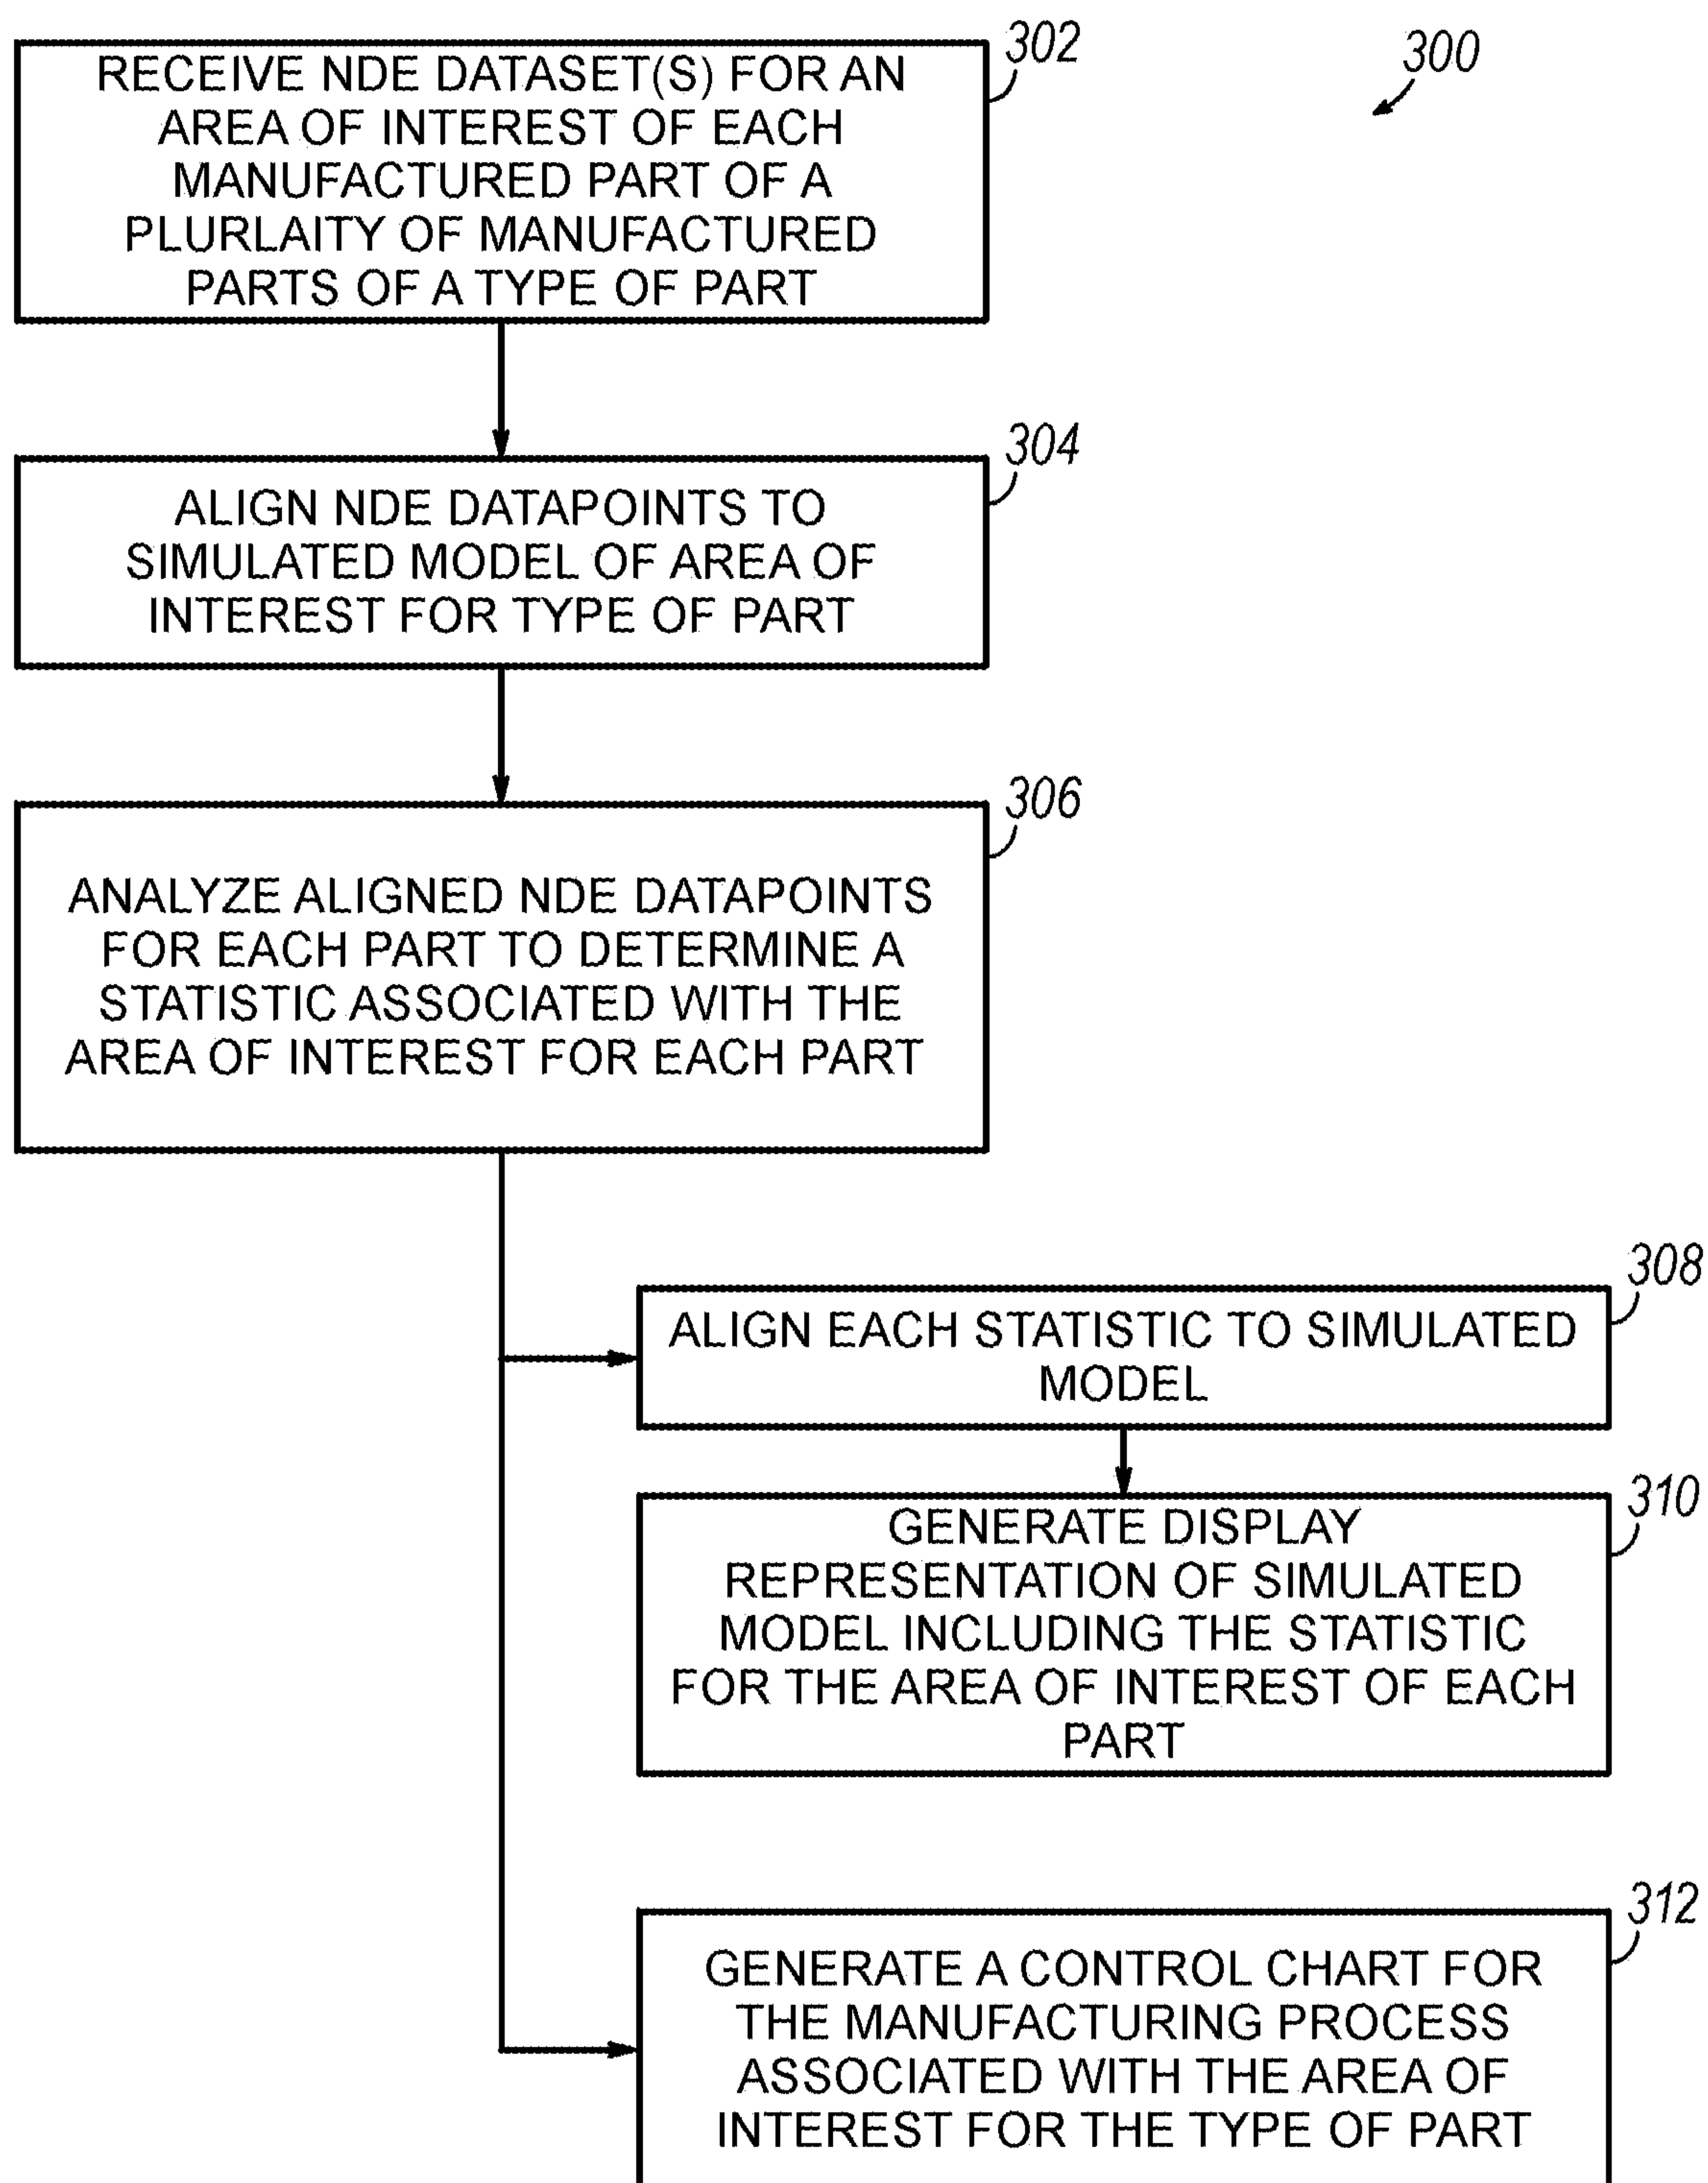 302
300
RECEIVE NDE DATASET(S) FOR AN
AREA OF INTEREST OF EACH
MANUFACTURED PART OF A
PLURLAITY OF MANUFACTURED
PARTS OF A TYPE OF PART
304
ALIGN NDE DATAPOINTS TO
SIMULATED MODEL OF AREA OF
INTEREST FOR TYPE OF PART
306
ANALYZE ALIGNED NDE DATAPOINTS
FOR EACH PART TO DETERMINE A
STATISTIC ASSOCIATED WITH THE
AREA OF INTEREST FOR EACH PART
308
ALIGN EACH STATISTIC TO SIMULATED
MODEL
310
GENERATE DISPLAY
REPRESENTATION OF SIMULATED
MODEL INCLUDING THE STATISTIC
FOR THE AREA OF INTEREST OF EACH
PART
312
GENERATE A CONTROL CHART FOR
THE MANUFACTURING PROCESS
ASSOCIATED WITH THE AREA OF
INTEREST FOR THE TYPE OF PART